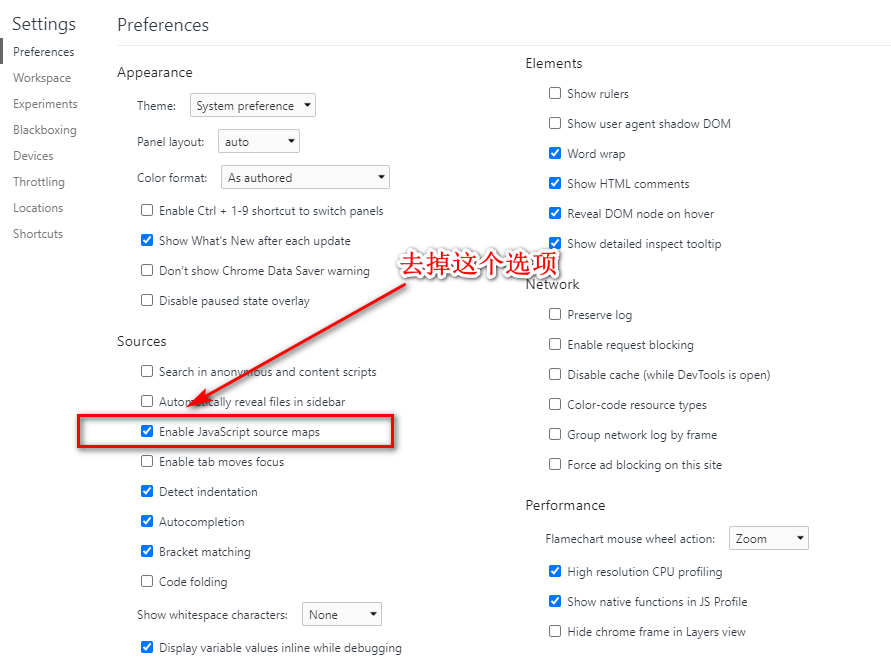 Settings
Preferences
Workspace
Experiments
Blackboxing
Devices
Throttling
Locations
Shortcuts
Preferences
Appearance
Theme: System preference
Panel layout: auto
Color format: As authored
Enable Ctrl + 1-9 shortcut to switch panels
Show What's New after each update
Don't show Chrome Data Saver warning
Disable paused state overlay
去掉这个选项
Sources
Search in anonymous and content scripts
Automatically reveal files in sidebar
Enable JavaScript source maps
Enable tab moves focus
Detect indentation
Autocompletion
Bracket matching
Code folding
Show whitespace characters: None
Display variable values inline while debugging
Elements
Show rulers
Show user agent shadow DOM
Word wrap
Show HTML comments
Reveal DOM node on hover
Show detailed inspect tooltip
Network
Preserve log
Enable request blocking
Disable cache (while DevTools is open)
Color-code resource types
Group network log by frame
Force ad blocking on this site
Performance
Flamechart mouse wheel action: Zoom
High resolution CPU profiling
Show native functions in JS Profile
Hide chrome frame in Layers view